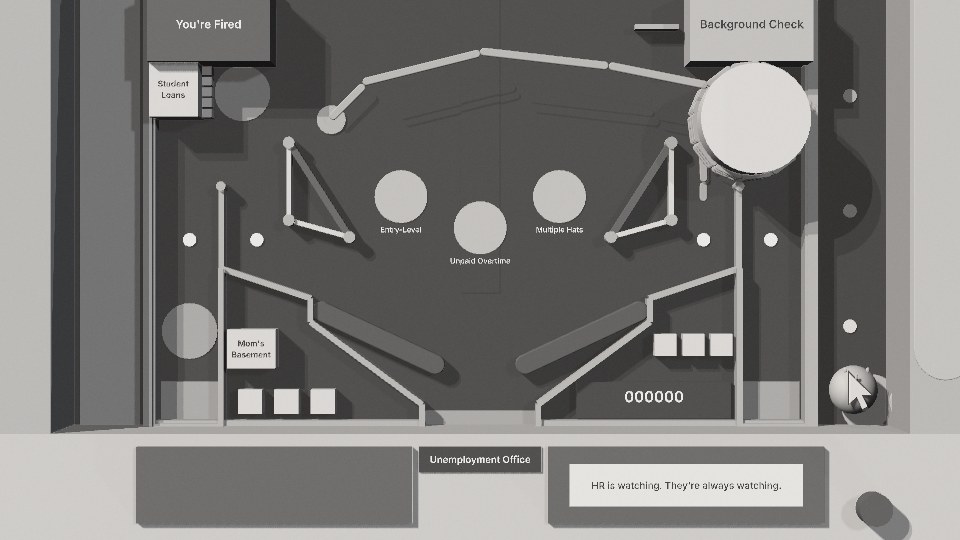 You're Fired
Background Check
Student
Loans
Entry-Level
Multiple Hats
Unpaid Overtime
Mom's
Basement
000000
Unemployment Office
HR is watching. They're always watching.